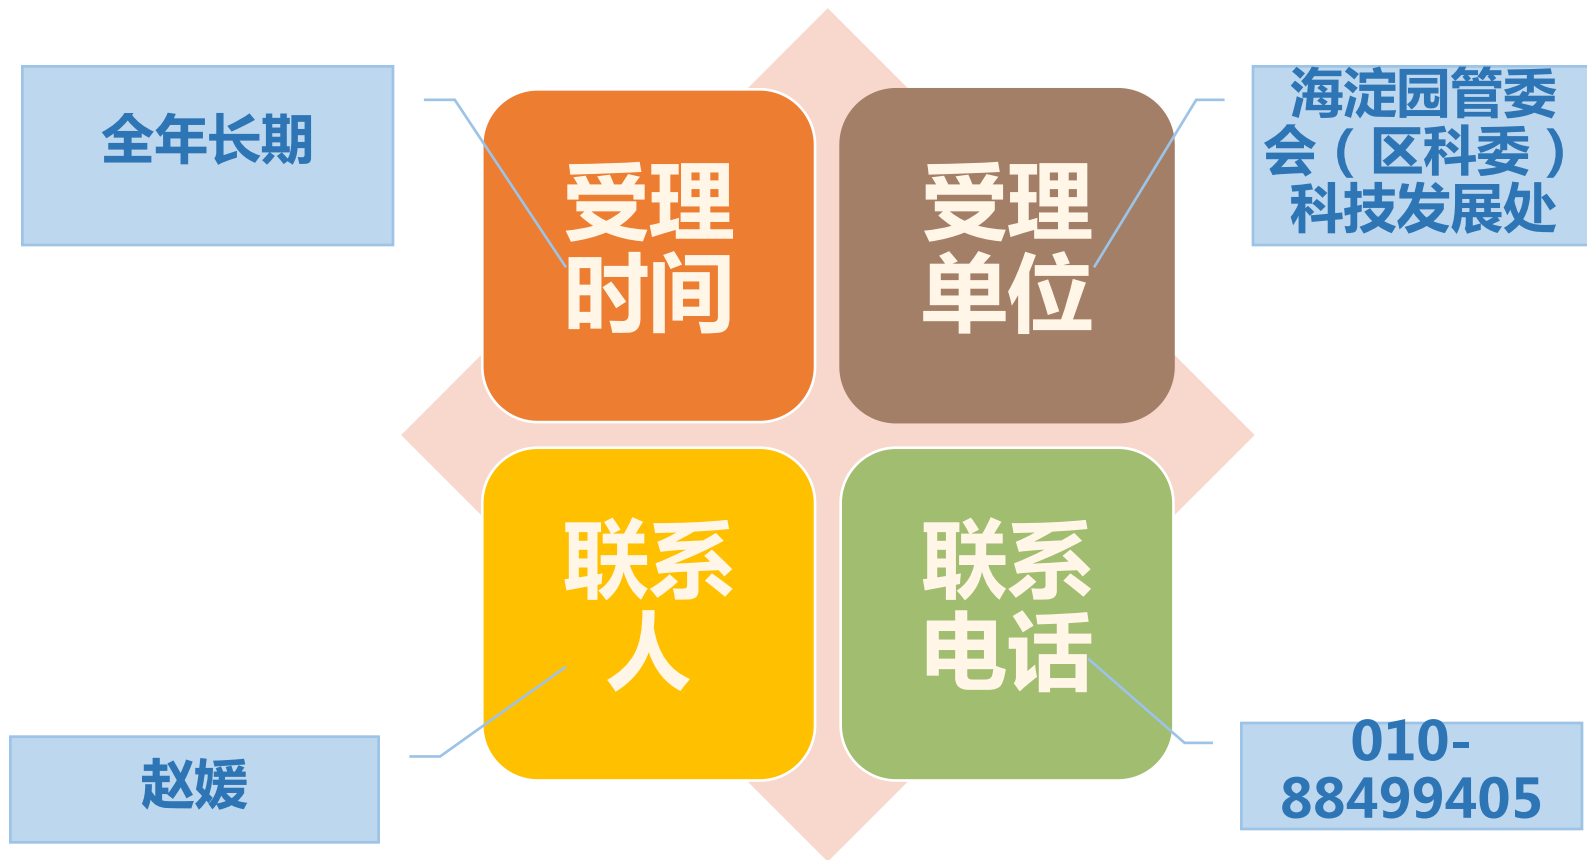 全年长期
受理
时间
受理
单位
海淀园管委
会（区科委）
科技发展处
联系
人
联系
电话
赵媛
010-
88499405